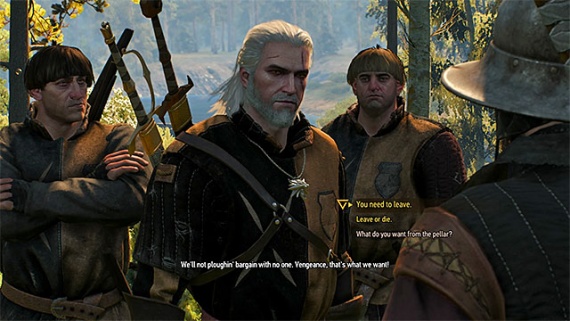 You need to leave.
Leave or die.
What do you want from the pellar?
We'll not ploughin' bargain with no one. Vengeance, that's what we want!